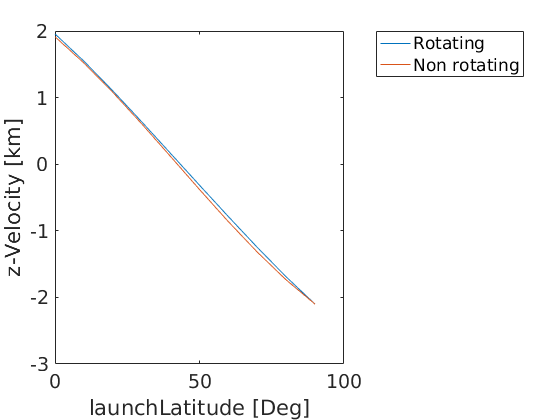 2
1
0
-1
-2
-3
z-Velocity [km]
0
50
100
launchLatitude [Deg]
Rotating
Non rotating